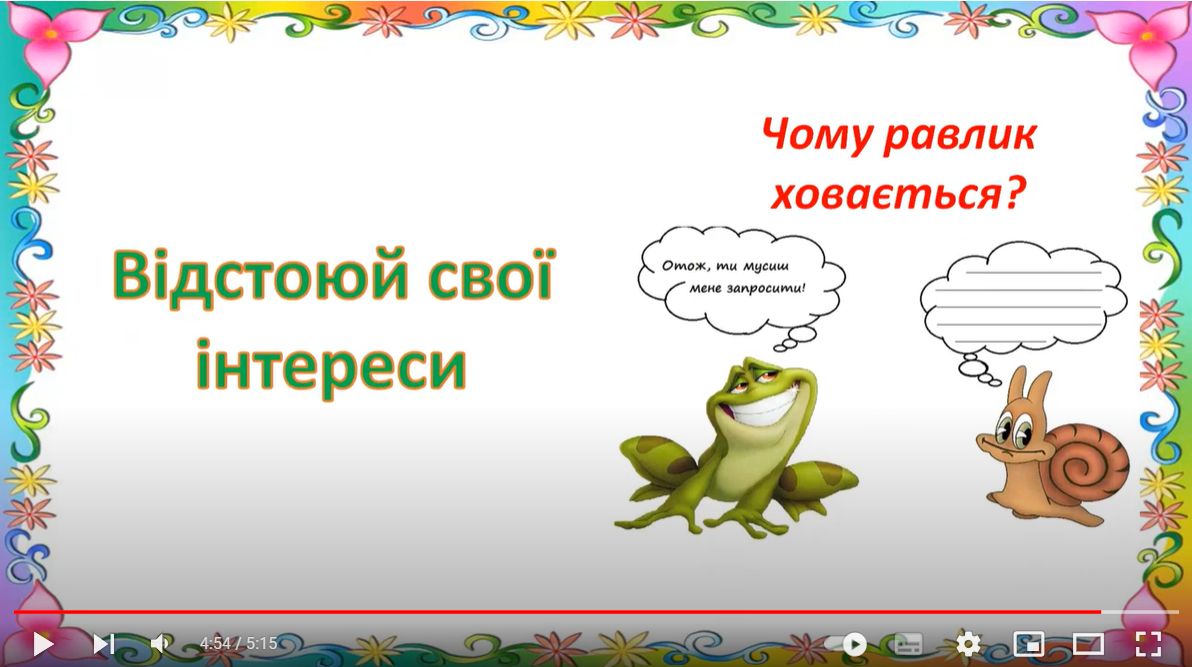 Чому равлик
ховається?
Відстоюй свої
інтереси
Отож, ти мусиш
мене запросити!
4:54 / 5:15